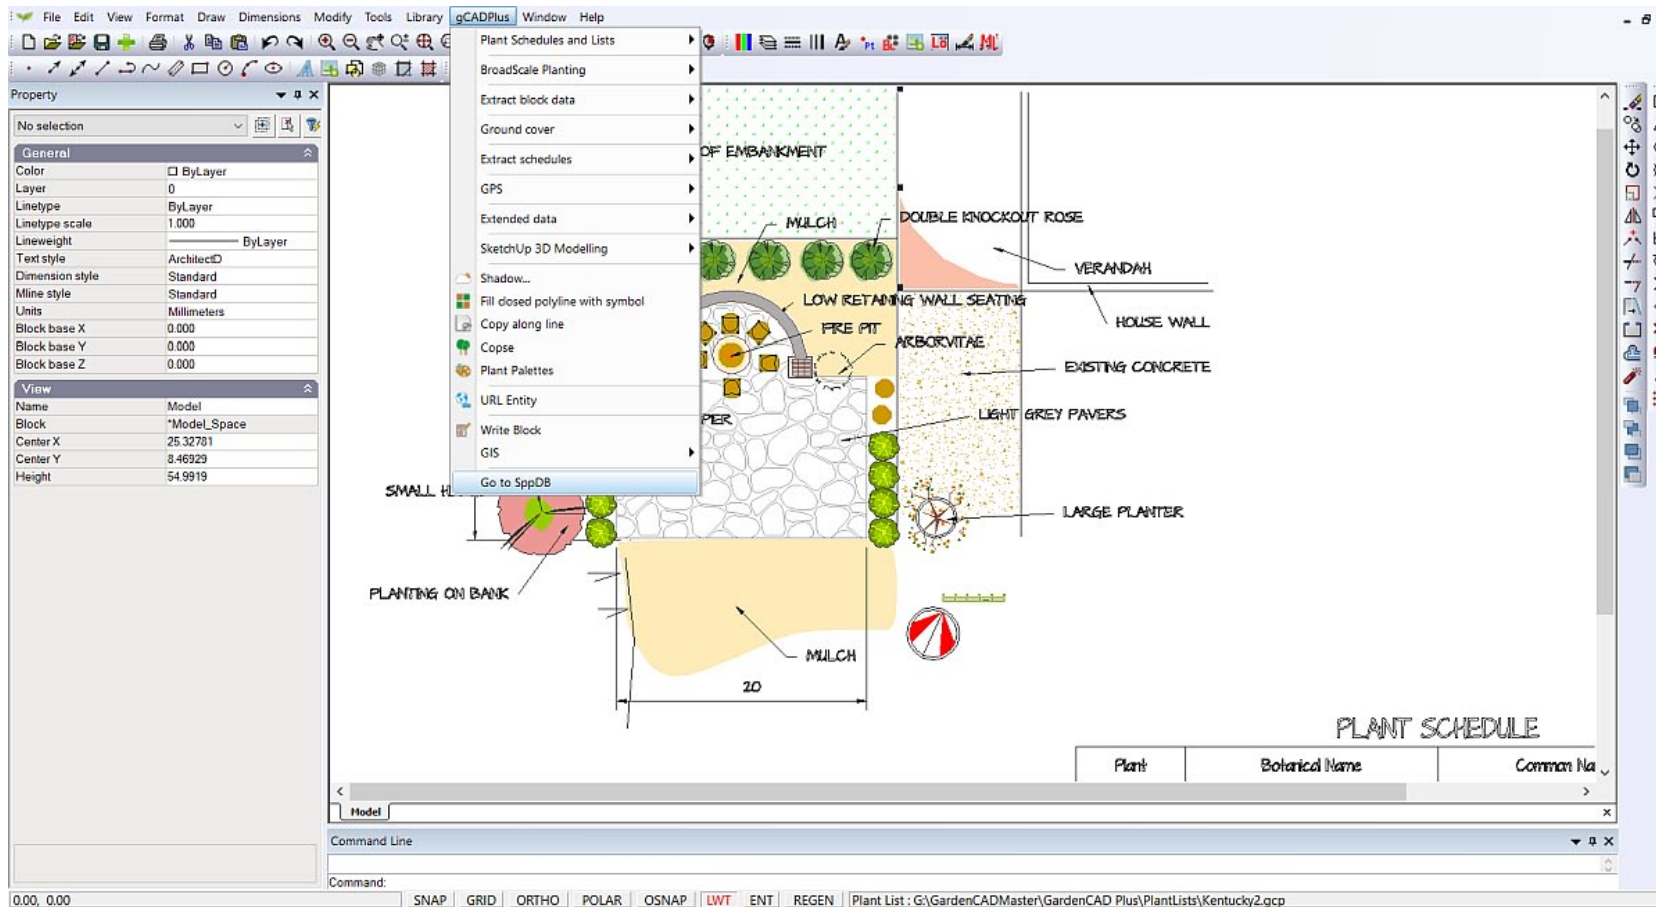 File Edit View Format Draw Dimensions Modify Tools Library gCADPlus Window Help
Property
No selection
General
Color ByLayer
Layer 0
Linetype ByLayer
Linetype scale 1.000
Lineweight ByLayer
Text style ArchitectD
Dimension style Standard
Mline style Standard
Units Millimeters
Block base X 0.000
Block base Y 0.000
Block base Z 0.000
View
Name Model
Block *Model_Space
Center X 25.32781
Center Y 8.46929
Height 54.9919
Plant Schedules and Lists
BroadScale Planting
Extract block data
Ground cover
Extract schedules
GPS
Extended data
SketchUp 3D Modelling
Shadow...
Fill closed polyline with symbol
Copy along line
Copse
Plant Palettes
URL Entity
Write Block
GIS
Go to SppDB
OF EMBANKMENT
MULCH
DOUBLE KNOCKOUT ROSE
VERANDAH
LOW RETAINING WALL SEATING
HOUSE WALL
FIRE PIT
ARBORVITAE
EXISTING CONCRETE
LIGHT GREY PAVERS
SMALL
LARGE PLANTER
PLANTING ON BANK
MULCH
20
PLANT SCHEDULE
Plant Botanical Name Common Na
Model
Command Line
Command:
0.00, 0.00 SNAP GRID ORTHO POLAR OSNAP LWT ENT REGEN Plant List : G:\GardenCADMaster\GardenCAD Plus\PlantLists\Kentucky2.gcp